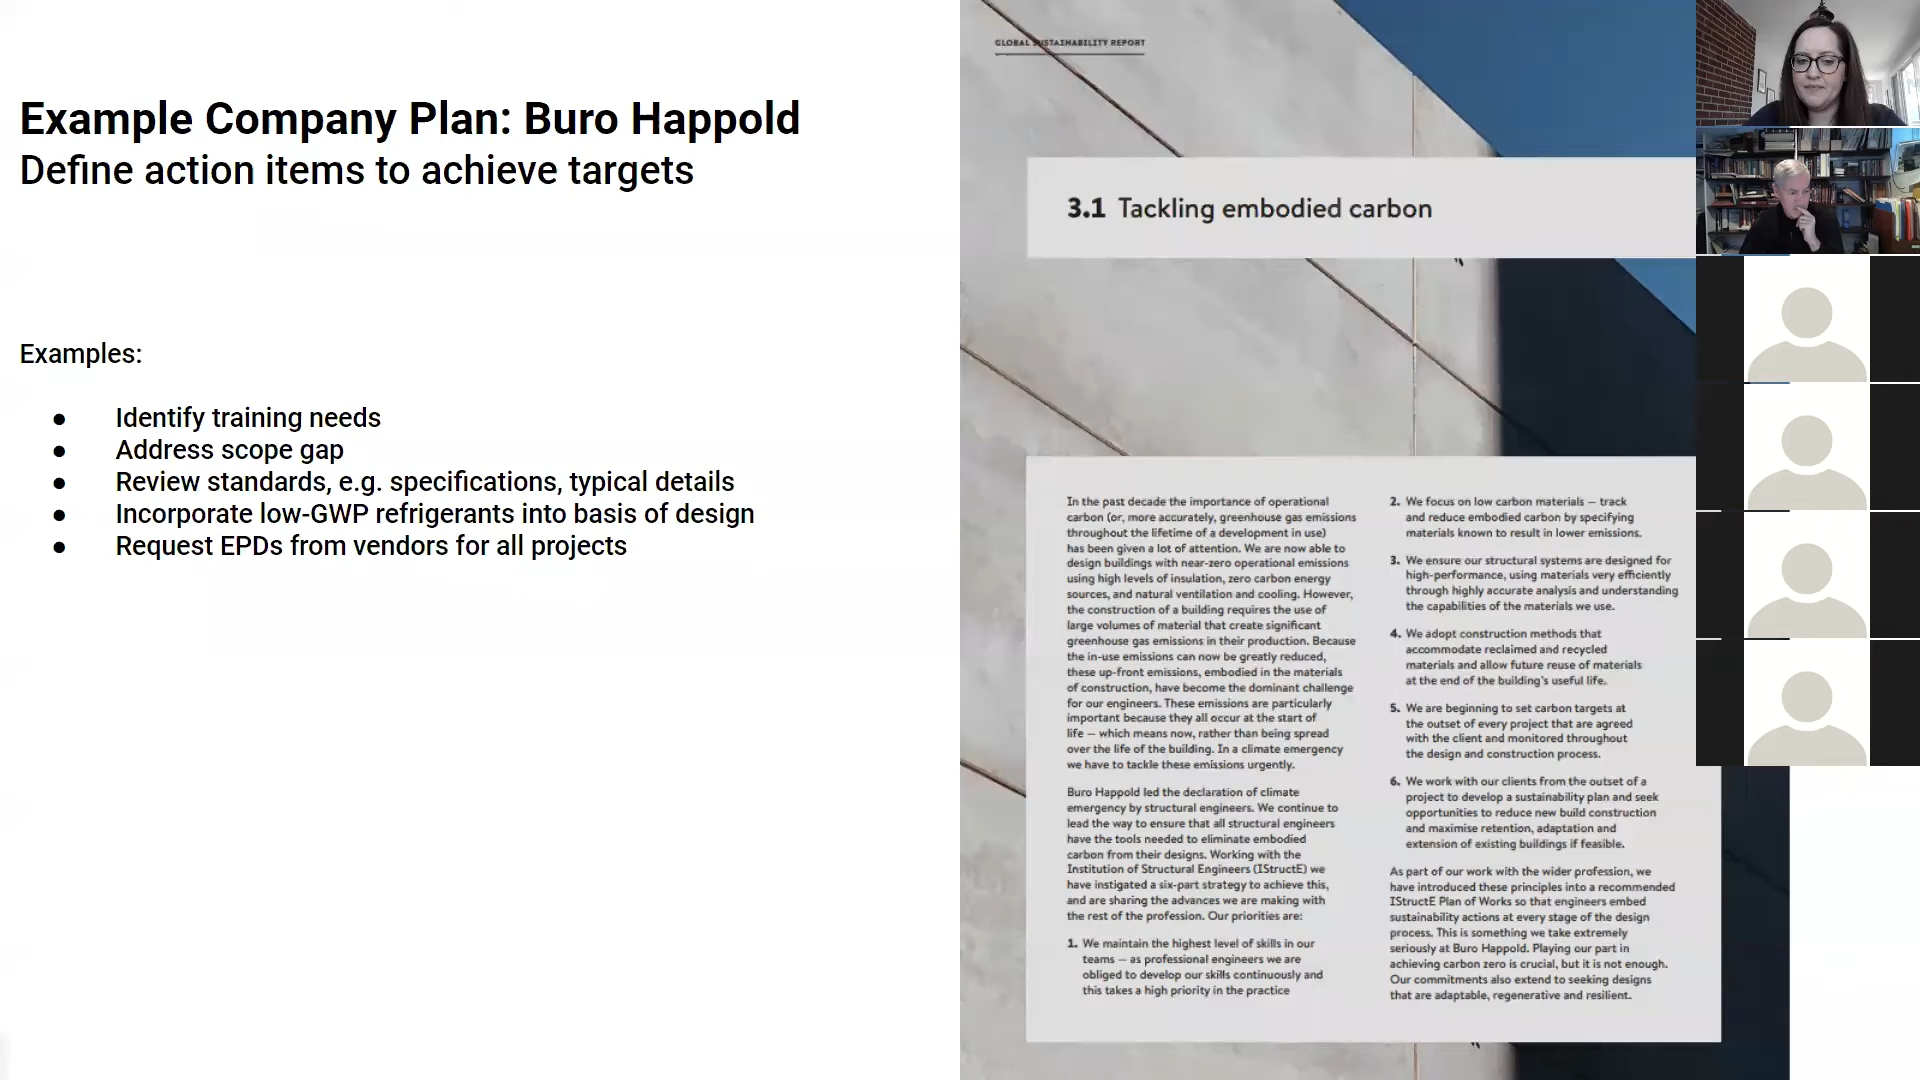 Example Company Plan: Buro Happold
Define action items to achieve targets
Examples:
● Identify training needs
● Address scope gap
● Review standards, e.g. specifications, typical details
● Incorporate low-GWP refrigerants into basis of design
● Request EPDs from vendors for all projects
GLOBAL SUSTAINABILITY REPORT
3.1 Tackling embodied carbon
In the past decade the importance of operational
carbon (or, more accurately, greenhouse gas emissions
throughout the lifetime of a development in use)
has been given a lot of attention. We are now able to
design buildings with near-zero operational emissions
using high levels of insulation, zero carbon energy
sources, and natural ventilation and cooling. However,
the construction of a building requires the use of
large volumes of material that create significant
greenhouse gas emissions in their production. Because
the in-use emissions can now be greatly reduced,
these up-front emissions, embodied in the materials
of construction, have become the dominant challenge
for our engineers. These emissions are particularly
important because they all occur at the start of
life – which means now, rather than being spread
over the life of the building. In a climate emergency
we have to tackle these emissions urgently.
Buro Happold led the declaration of climate
emergency by structural engineers. We continue to
lead the way to ensure that all structural engineers
have the tools needed to eliminate embodied
carbon from their designs. Working with the
Institution of Structural Engineers (IStructE) we
have instigated a six-part strategy to achieve this,
and are sharing the advances we are making with
the rest of the profession. Our priorities are:
1. We maintain the highest level of skills in our
teams – as professional engineers we are
obliged to develop our skills continuously and
this takes a high priority in the practice
2. We focus on low carbon materials – track
and reduce embodied carbon by specifying
materials known to result in lower emissions.
3. We ensure our structural systems are designed for
high-performance, using materials very efficiently
through highly accurate analysis and understanding
the capabilities of the materials we use.
4. We adopt construction methods that
accommodate reclaimed and recycled
materials and allow future reuse of materials
at the end of the building's useful life.
5. We are beginning to set carbon targets at
the outset of every project that are agreed
with the client and monitored throughout
the design and construction process.
6. We work with our clients from the outset of a
project to develop a sustainability plan and seek
opportunities to reduce new build construction
and maximise retention, adaptation and
extension of existing buildings if feasible.
As part of our work with the wider profession, we
have introduced these principles into a recommended
IStructE Plan of Works so that engineers embed
sustainability actions at every stage of the design
process. This is something we take extremely
seriously at Buro Happold. Playing our part in
achieving carbon zero is crucial, but it is not enough.
Our commitments also extend to seeking designs
that are adaptable, regenerative and resilient.